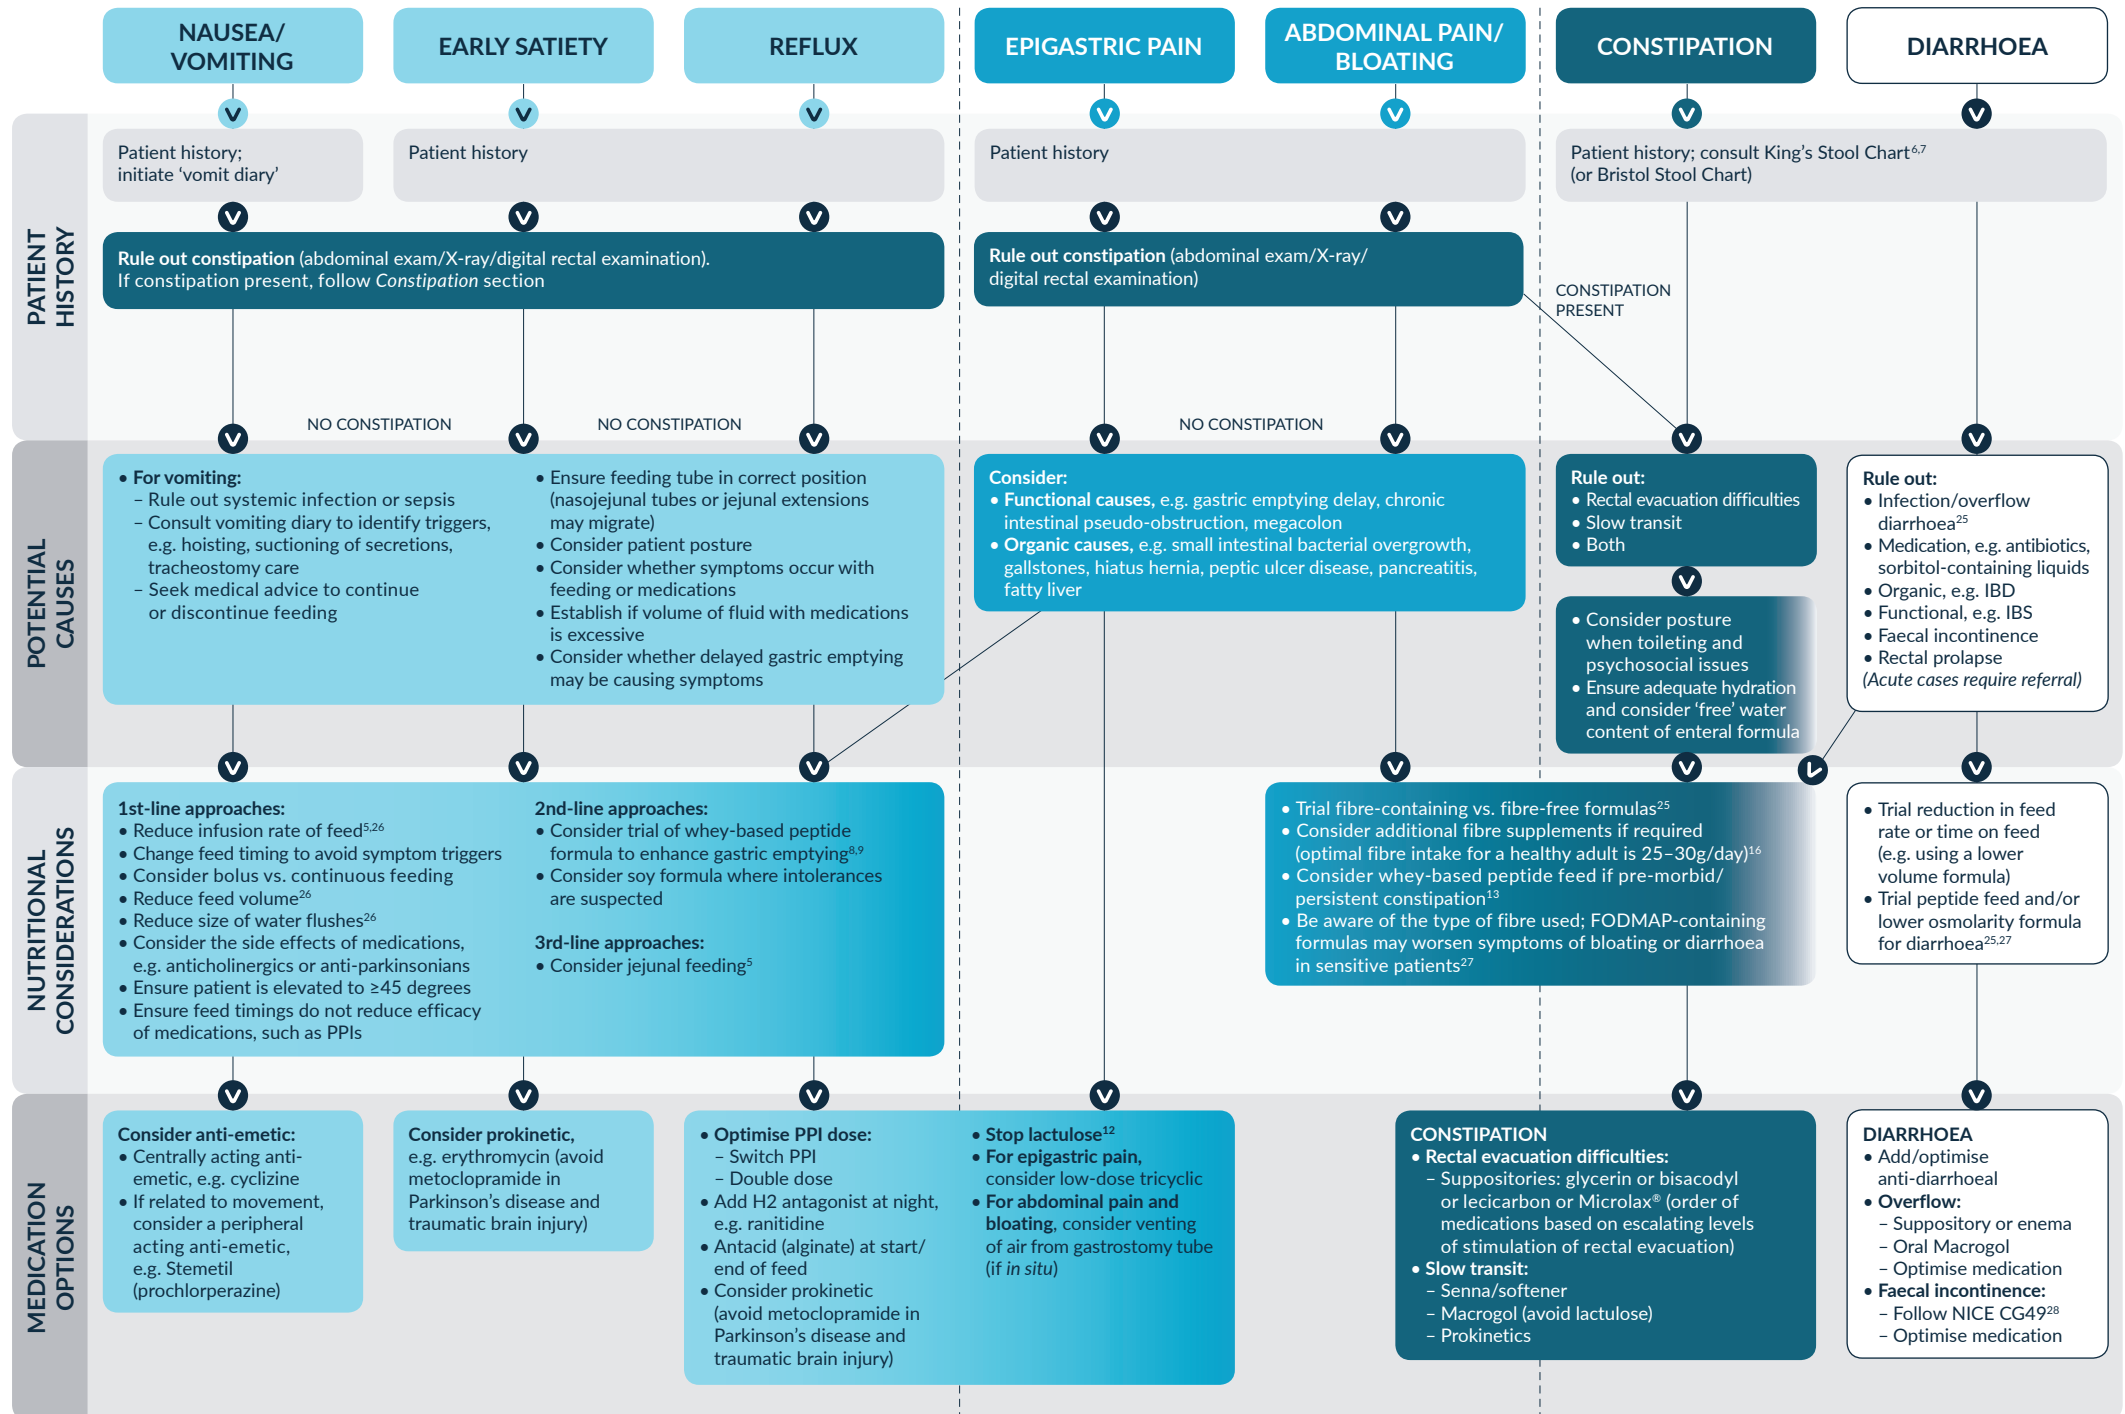 NAUSEA/
VOMITING
EARLY SATIETY
REFLUX
EPIGASTRIC PAIN
ABDOMINAL PAIN/
BLOATING
CONSTIPATION
DIARRHOEA
PATIENT
HISTORY
Patient history;
initiate ‘vomit diary’
Patient history
Patient history
Patient history; consult King’s Stool Chart6,7
(or Bristol Stool Chart)
Rule out constipation (abdominal exam/X-ray/digital rectal examination).
If constipation present, follow Constipation section
Rule out constipation (abdominal exam/X-ray/
digital rectal examination)
CONSTIPATION
PRESENT
NO CONSTIPATION
NO CONSTIPATION
NO CONSTIPATION
POTENTIAL
CAUSES
• For vomiting:
– Rule out systemic infection or sepsis
– Consult vomiting diary to identify triggers,
e.g. hoisting, suctioning of secretions,
tracheostomy care
– Seek medical advice to continue
or discontinue feeding
• Ensure feeding tube in correct position
(nasojejunal tubes or jejunal extensions
may migrate)
• Consider patient posture
• Consider whether symptoms occur with
feeding or medications
• Establish if volume of fluid with medications
is excessive
• Consider whether delayed gastric emptying
may be causing symptoms
Consider:
• Functional causes, e.g. gastric emptying delay, chronic
intestinal pseudo-obstruction, megacolon
• Organic causes, e.g. small intestinal bacterial overgrowth,
gallstones, hiatus hernia, peptic ulcer disease, pancreatitis,
fatty liver
Rule out:
• Rectal evacuation difficulties
• Slow transit
• Both
• Consider posture
when toileting and
psychosocial issues
• Ensure adequate hydration
and consider ‘free’ water
content of enteral formula
Rule out:
• Infection/overflow
diarrhoea25
• Medication, e.g. antibiotics,
sorbitol-containing liquids
• Organic, e.g. IBD
• Functional, e.g. IBS
• Faecal incontinence
• Rectal prolapse
(Acute cases require referral)
NUTRITIONAL
CONSIDERATIONS
1st-line approaches:
• Reduce infusion rate of feed5,26
• Change feed timing to avoid symptom triggers
• Consider bolus vs. continuous feeding
• Reduce feed volume26
• Reduce size of water flushes26
• Consider the side effects of medications,
e.g. anticholinergics or anti-parkinsonians
• Ensure patient is elevated to ≥45 degrees
• Ensure feed timings do not reduce efficacy
of medications, such as PPIs
2nd-line approaches:
• Consider trial of whey-based peptide
formula to enhance gastric emptying8,9
• Consider soy formula where intolerances
are suspected
3rd-line approaches:
• Consider jejunal feeding5
• Trial fibre-containing vs. fibre-free formulas25
• Consider additional fibre supplements if required
(optimal fibre intake for a healthy adult is 25–30g/day)16
• Consider whey-based peptide feed if pre-morbid/
persistent constipation13
• Be aware of the type of fibre used; FODMAP-containing
formulas may worsen symptoms of bloating or diarrhoea
in sensitive patients27
• Trial reduction in feed
rate or time on feed
(e.g. using a lower
volume formula)
• Trial peptide feed and/or
lower osmolarity formula
for diarrhoea25,27
MEDICATION
OPTIONS
Consider anti-emetic:
• Centrally acting anti-
emetic, e.g. cyclizine
• If related to movement,
consider a peripheral
acting anti-emetic,
e.g. Stemetil
(prochlorperazine)
Consider prokinetic,
e.g. erythromycin (avoid
metoclopramide in
Parkinson’s disease and
traumatic brain injury)
• Optimise PPI dose:
– Switch PPI
– Double dose
• Add H2 antagonist at night,
e.g. ranitidine
• Antacid (alginate) at start/
end of feed
• Consider prokinetic
(avoid metoclopramide in
Parkinson’s disease and
traumatic brain injury)
• Stop lactulose12
• For epigastric pain,
consider low-dose tricyclic
• For abdominal pain and
bloating, consider venting
of air from gastrostomy tube
(if in situ)
CONSTIPATION
• Rectal evacuation difficulties:
– Suppositories: glycerin or bisacodyl
or lecicarbon or Microlax® (order of
medications based on escalating levels
of stimulation of rectal evacuation)
• Slow transit:
– Senna/softener
– Macrogol (avoid lactulose)
– Prokinetics
DIARRHOEA
• Add/optimise
anti-diarrhoeal
• Overflow:
– Suppository or enema
– Oral Macrogol
– Optimise medication
• Faecal incontinence:
– Follow NICE CG4928
– Optimise medication